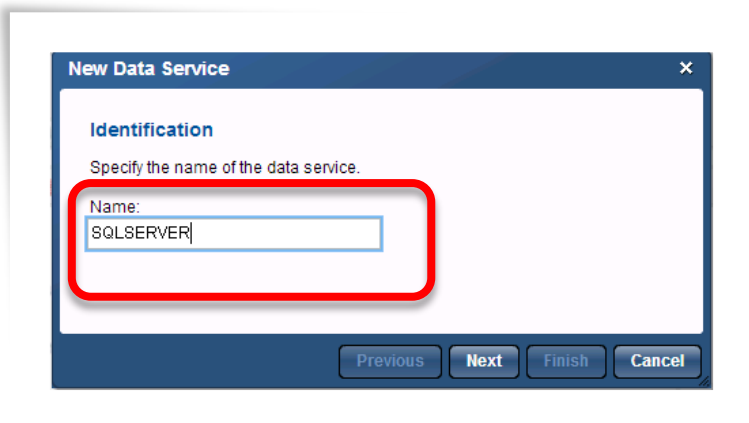 New Data Service
Identification
Specify the name of the data service.
Name:
SQLSERVER
Previous Next Finish Cancel